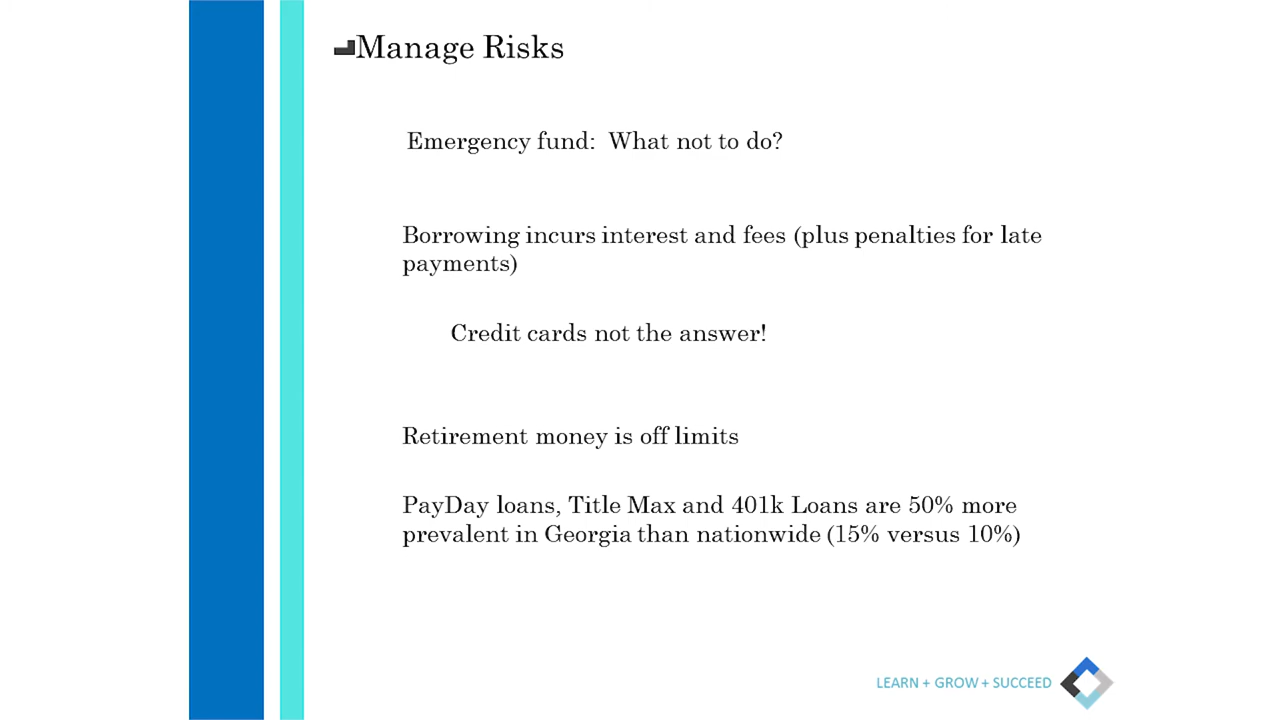 Manage Risks
Emergency fund:  What not to do?
Borrowing incurs interest and fees (plus penalties for late
payments)
Credit cards not the answer!
Retirement money is off limits
PayDay loans, Title Max and 401k Loans are 50% more
prevalent in Georgia than nationwide (15% versus 10%)
LEARN + GROW + SUCCEED